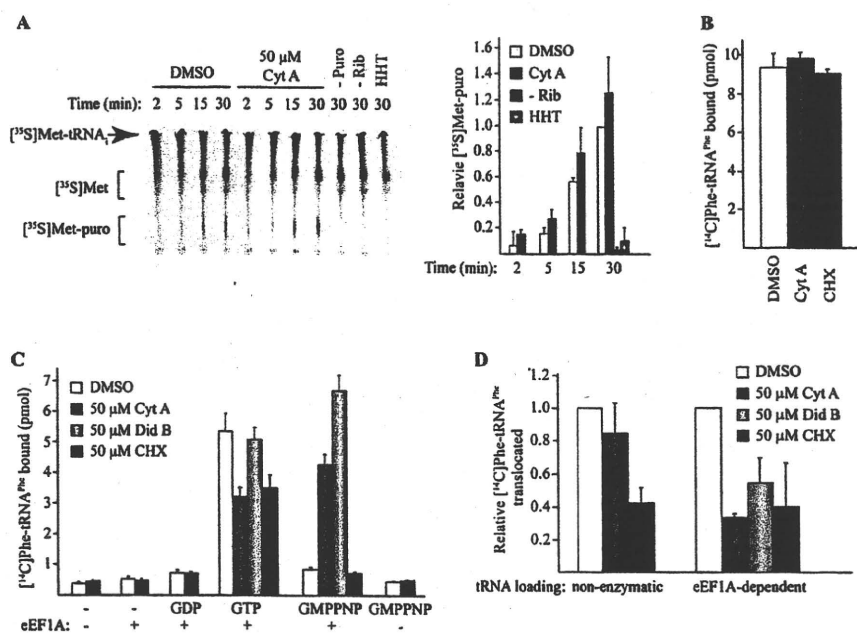 A
DMSO
50 μM
Cyt A
- Puro
- Rib
HHT
Time (min): 2 5 15 30 2 5 15 30 30 30 30
[³⁵S]Met-tRNAᵢ
[³⁵S]Met
[³⁵S]Met-puro
Relavie [³⁵S]Met-puro
1.6
1.4
1.2
1.0
0.8
0.6
0.4
0.2
DMSO
Cyt A
- Rib
HHT
Time (min): 2 5 15 30
B
[¹⁴C]Phe-tRNAᴾʰᵉ bound (pmol)
10
8
6
4
2
DMSO
Cyt A
CHX
C
[¹⁴C]Phe-tRNAᴾʰᵉ bound (pmol)
7
6
5
4
3
2
1
DMSO
50 μM Cyt A
50 μM Did B
50 μM CHX
- - GDP GTP GMPPNP GMPPNP
eEF1A: - + + + + -
D
Relative [¹⁴C]Phe-tRNAᴾʰᵉ
translocated
1.0
0.8
0.6
0.4
0.2
DMSO
50 μM Cyt A
50 μM Did B
50 μM CHX
tRNA loading: non-enzymatic eEF1A-dependent